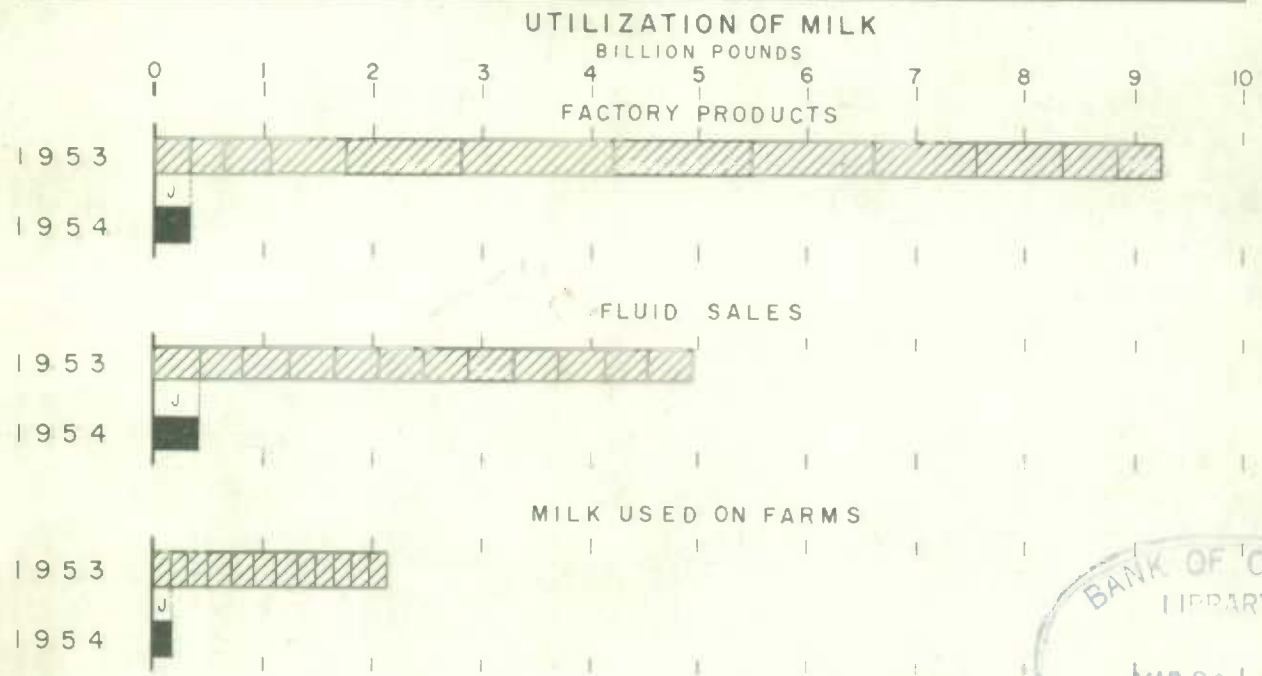 UTILIZATION OF MILK
BILLION POUNDS
0 1 2 3 4 5 6 7 8 9 10
FACTORY PRODUCTS
1953
J
1954
FLUID SALES
1953
J
1954
MILK USED ON FARMS
1953
J
1954
BANK OF
LIBRARY